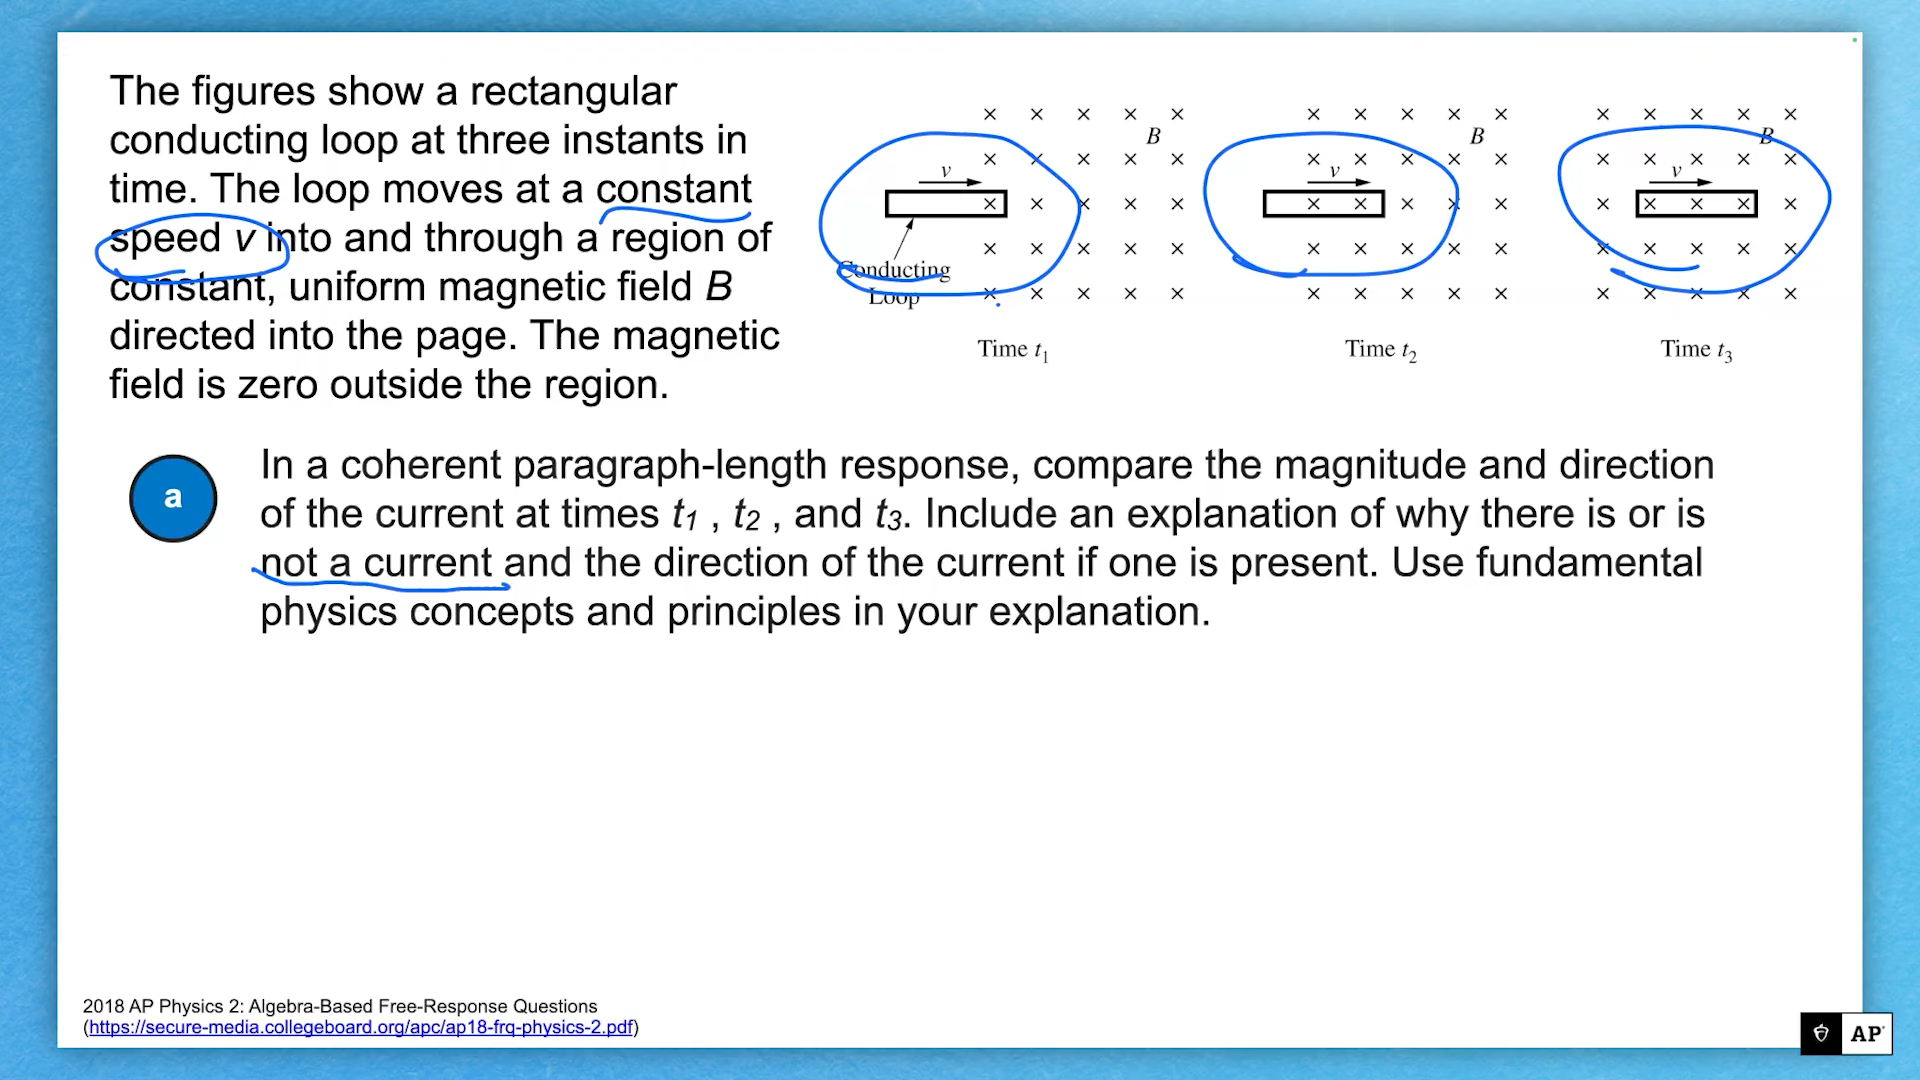 The figures show a rectangular
conducting loop at three instants in
time. The loop moves at a constant
speed v into and through a region of
constant, uniform magnetic field B
directed into the page. The magnetic
field is zero outside the region.
× × × × ×
B
× × × × ×
v
× × × × ×
× × × × ×
Conducting
Loop
× × × × ×
Time t₁
× × × × ×
B
× × × × ×
v
× × × × ×
× × × × ×
× × × × ×
Time t₂
× × × × ×
B
× × × × ×
v
× × × × ×
× × × × ×
× × × × ×
Time t₃
a
In a coherent paragraph-length response, compare the magnitude and direction
of the current at times t₁ , t₂ , and t₃. Include an explanation of why there is or is
not a current and the direction of the current if one is present. Use fundamental
physics concepts and principles in your explanation.
2018 AP Physics 2: Algebra-Based Free-Response Questions
(https://secure-media.collegeboard.org/apc/ap18-frq-physics-2.pdf)
AP